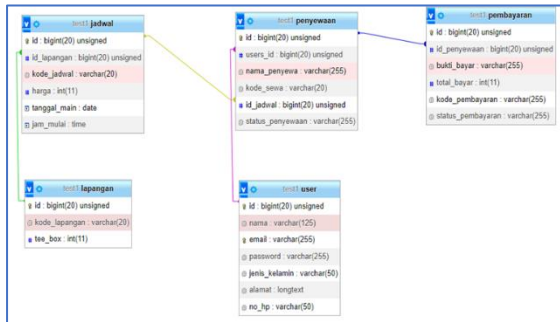 test1 jadwal
id : bigint(20) unsigned
id_lapangan : bigint(20) unsigned
kode_jadwal : varchar(20)
harga : int(11)
tanggal_main : date
jam_mulai : time
test1 penyewaan
id : bigint(20) unsigned
users_id : bigint(20) unsigned
nama_penyewa : varchar(255)
kode_sewa : varchar(20)
id_jadwal : bigint(20) unsigned
status_penyewaan : varchar(255)
test1 pembayaran
id : bigint(20) unsigned
id_penyewaan : bigint(20) unsigned
bukti_bayar : varchar(255)
total_bayar : int(11)
kode_pembayaran : varchar(255)
status_pembayaran : varchar(255)
test1 lapangan
id : bigint(20) unsigned
kode_lapangan : varchar(20)
tee_box : int(11)
test1 user
id : bigint(20) unsigned
nama : varchar(125)
email : varchar(255)
password : varchar(255)
jenis_kelamin : varchar(50)
alamat : longtext
no_hp : varchar(50)